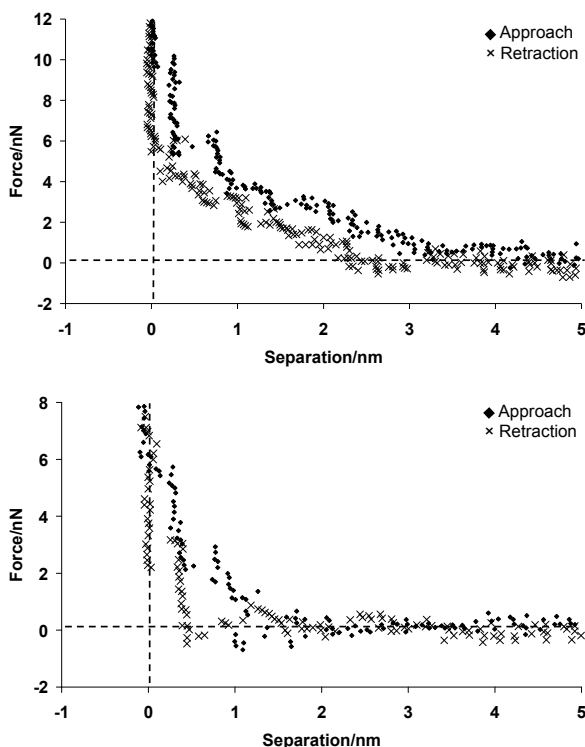 12
10
8
6
4
2
0
-2
Force/nN
◆ Approach
× Retraction
-1 0 1 2 3 4 5
Separation/nm
8
6
4
2
0
-2
Force/nN
◆ Approach
× Retraction
-1 0 1 2 3 4 5
Separation/nm